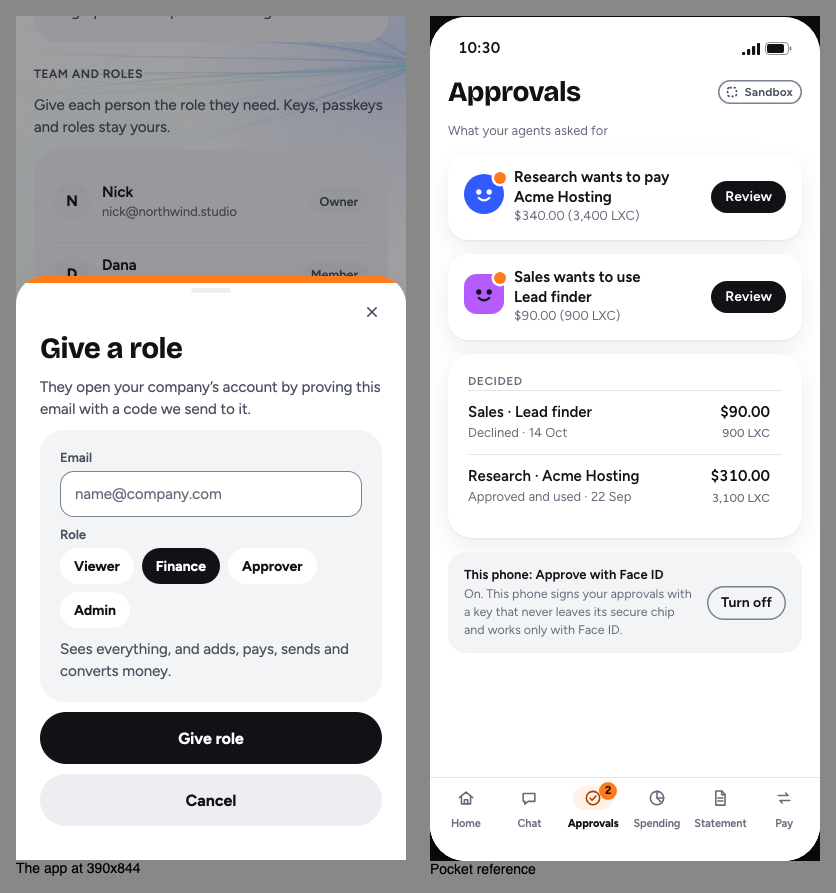 TEAM AND ROLES
Give each person the role they need. Keys, passkeys
and roles stay yours.
N
Nick
nick@northwind.studio
Owner
D
Dana
Member
Give a role
They open your company's account by proving this
email with a code we send to it.
Email
name@company.com
Role
Viewer
Finance
Approver
Admin
Sees everything, and adds, pays, sends and
converts money.
Give role
Cancel
The app at 390x844
10:30
Approvals
Sandbox
What your agents asked for
Research wants to pay
Acme Hosting
$340.00 (3,400 LXC)
Review
Sales wants to use
Lead finder
$90.00 (900 LXC)
Review
DECIDED
Sales · Lead finder
$90.00
Declined · 14 Oct
900 LXC
Research · Acme Hosting
$310.00
Approved and used · 22 Sep
3,100 LXC
This phone: Approve with Face ID
On. This phone signs your approvals with
a key that never leaves its secure chip
and works only with Face ID.
Turn off
2
Home
Chat
Approvals
Spending
Statement
Pay
Pocket reference